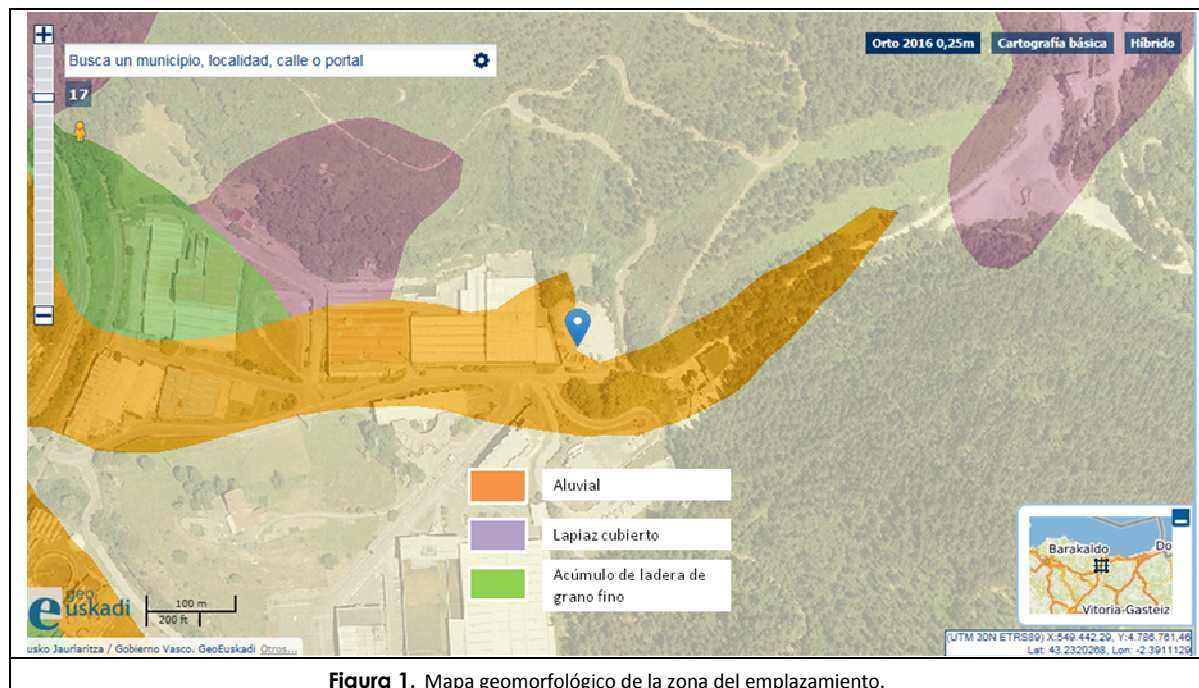 Orto 2016 0,25m
Cartografía básica
Híbrido
Busca un municipio, localidad, calle o portal
17
Aluvial
Lapiaz cubierto
Acúmulo de ladera de
grano fino
Barakaldo
Do
Vitoria-Gasteiz
geo
euskadi
100 m
200 ft
usko Jaurlaritza / Gobierno Vasco. GeoEuskadi Otros...
(UTM 30N ETRS89) X:549.442,29, Y:4.786.761,46
Lat: 43.2320268, Lon: -2.3911129
Figura 1. Mapa geomorfológico de la zona del emplazamiento.